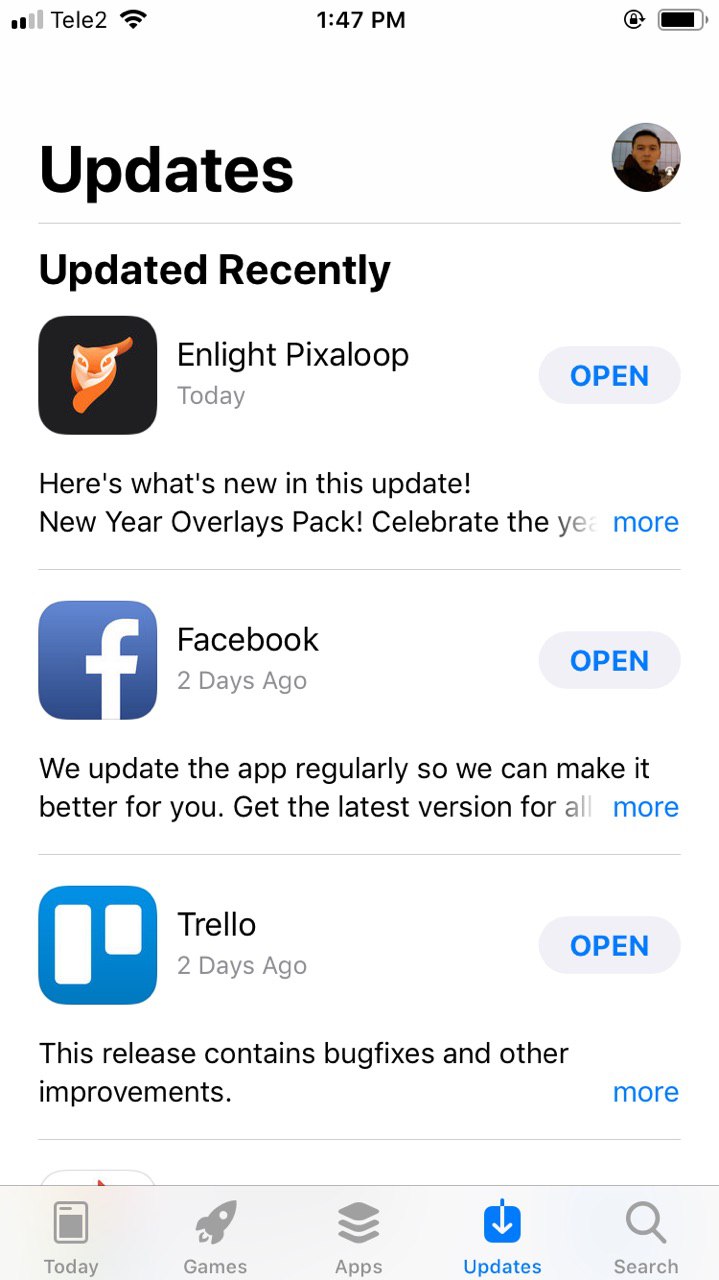 Tele2 1:47 PM
Updates
Updated Recently
Enlight Pixaloop
Today
OPEN
Here's what's new in this update!
New Year Overlays Pack! Celebrate the yea more
Facebook
2 Days Ago
OPEN
We update the app regularly so we can make it
better for you. Get the latest version for all more
Trello
2 Days Ago
OPEN
This release contains bugfixes and other
improvements. more
Today Games Apps Updates Search